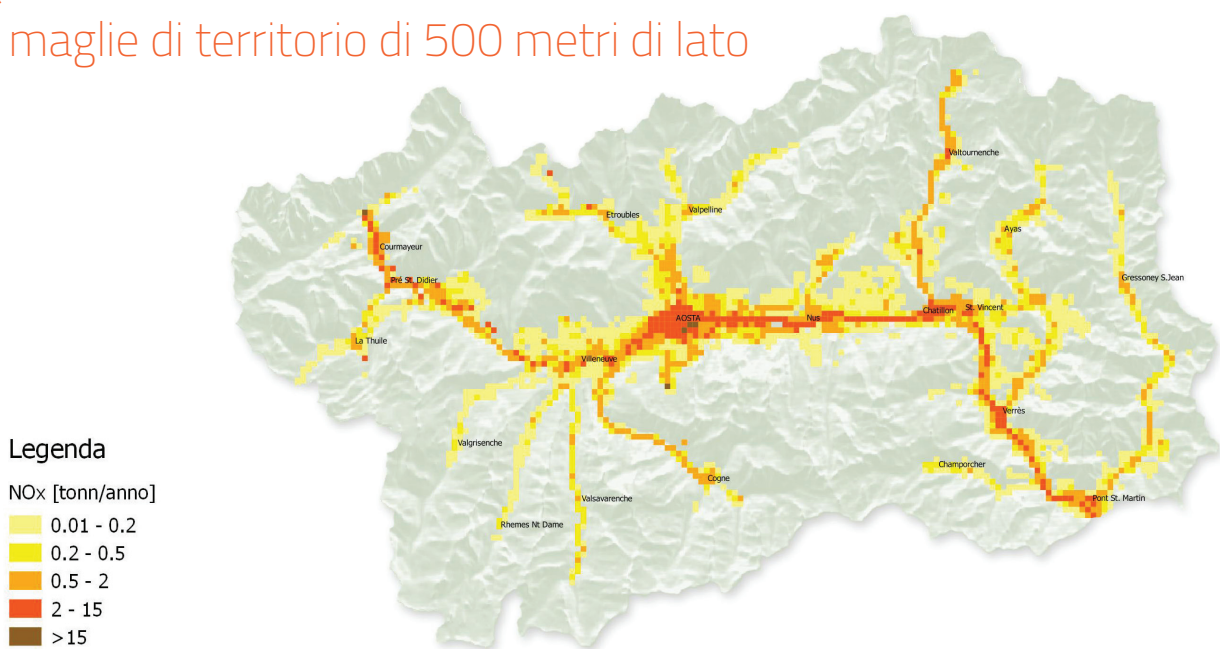 maglie di territorio di 500 metri di lato
Valtournenche
Etroubles
Valpelline
Ayas
Courmayeur
Pré St. Didier
Gressoney S.Jean
AOSTA
Nus
Chatillon
St. Vincent
La Thuile
Villeneuve
Verrès
Valgrisenche
Champorcher
Cogne
Valsavarenche
Pont St. Martin
Rhemes Nt Dame
Legenda
NOx [tonn/anno]
0.01 - 0.2
0.2 - 0.5
0.5 - 2
2 - 15
>15